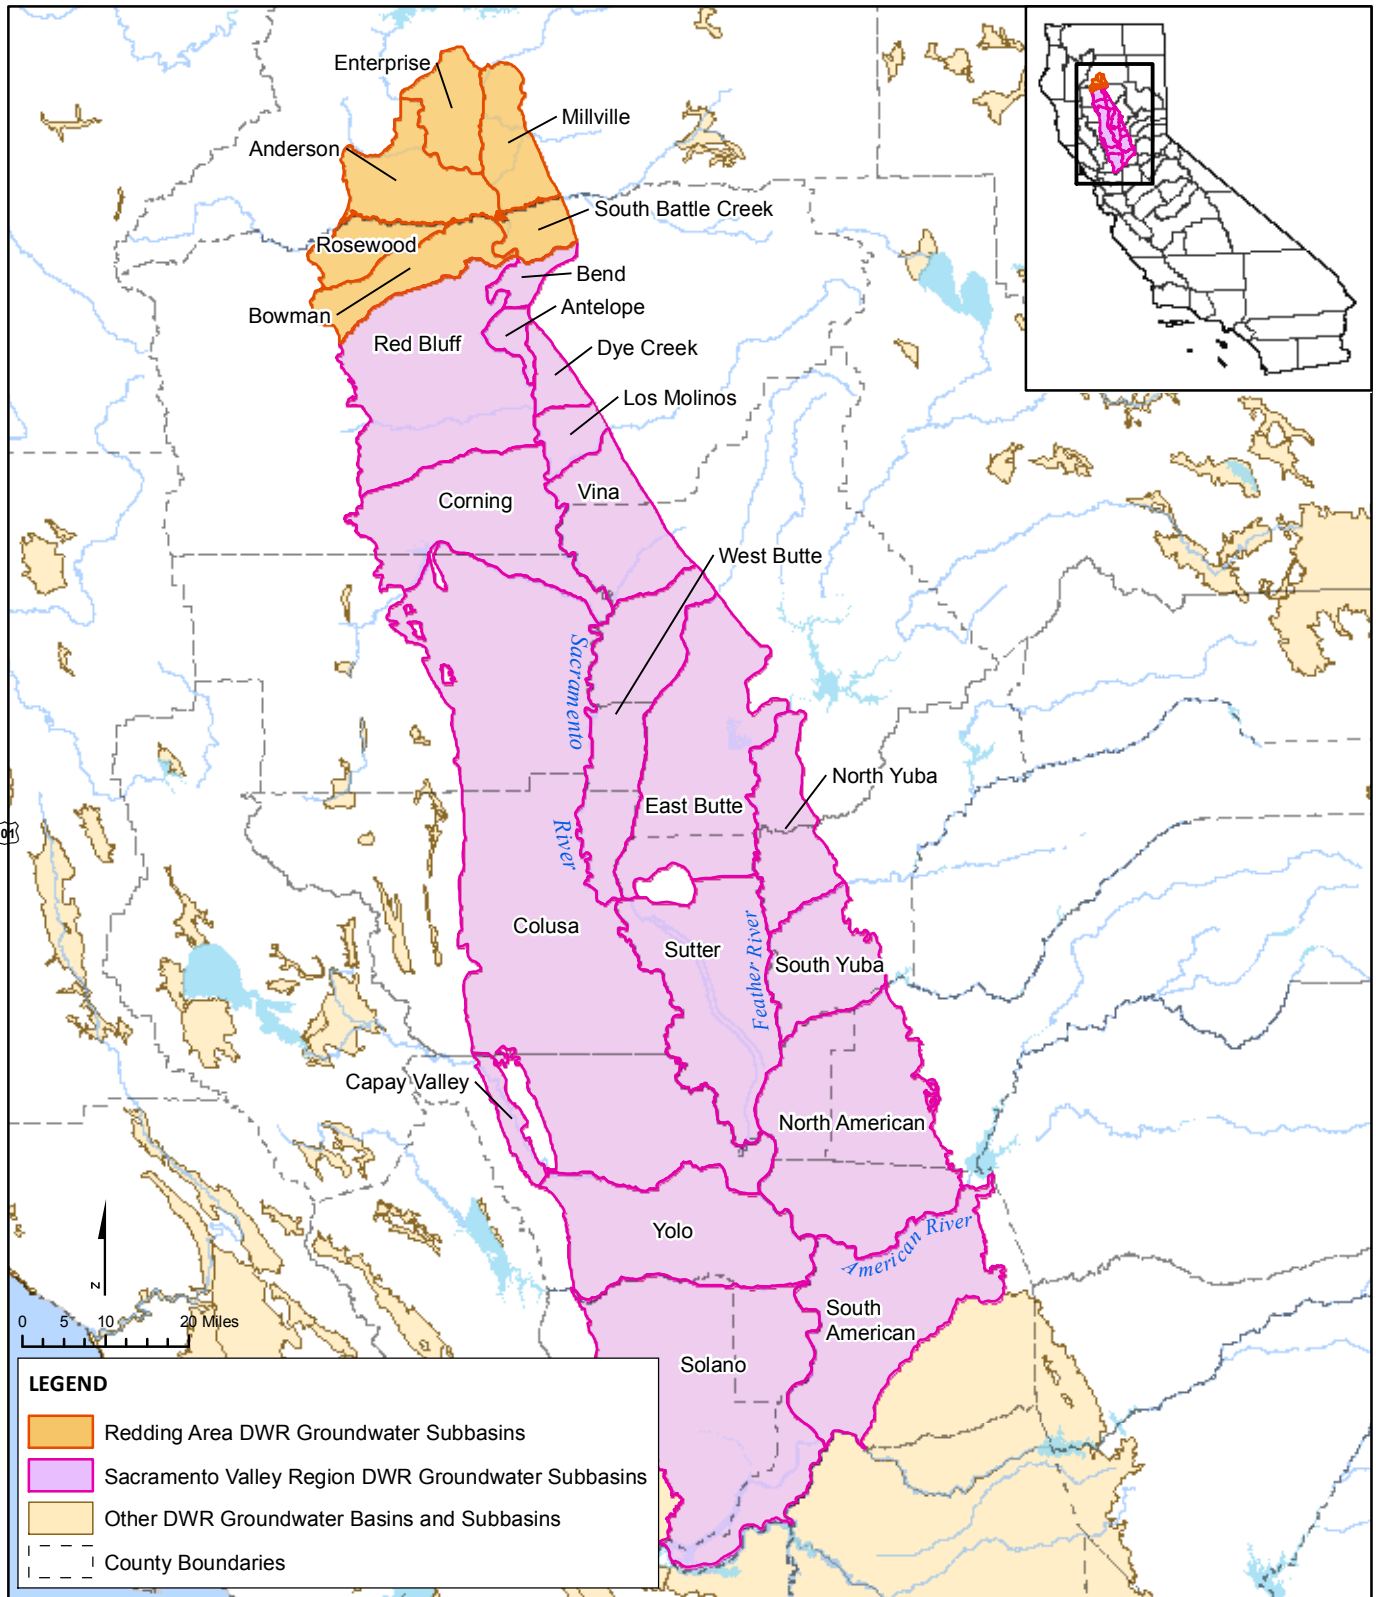 Enterprise
Millville
Anderson
South Battle Creek
Rosewood
Bend
Antelope
Bowman
Red Bluff
Dye Creek
Los Molinos
Vina
Corning
West Butte
Sacramento
River
North Yuba
East Butte
01
Colusa
Sutter
Feather River
South Yuba
Capay Valley
North American
Yolo
American River
South
American
Solano
N
0 5 10 20 Miles
LEGEND
Redding Area DWR Groundwater Subbasins
Sacramento Valley Region DWR Groundwater Subbasins
Other DWR Groundwater Basins and Subbasins
County Boundaries